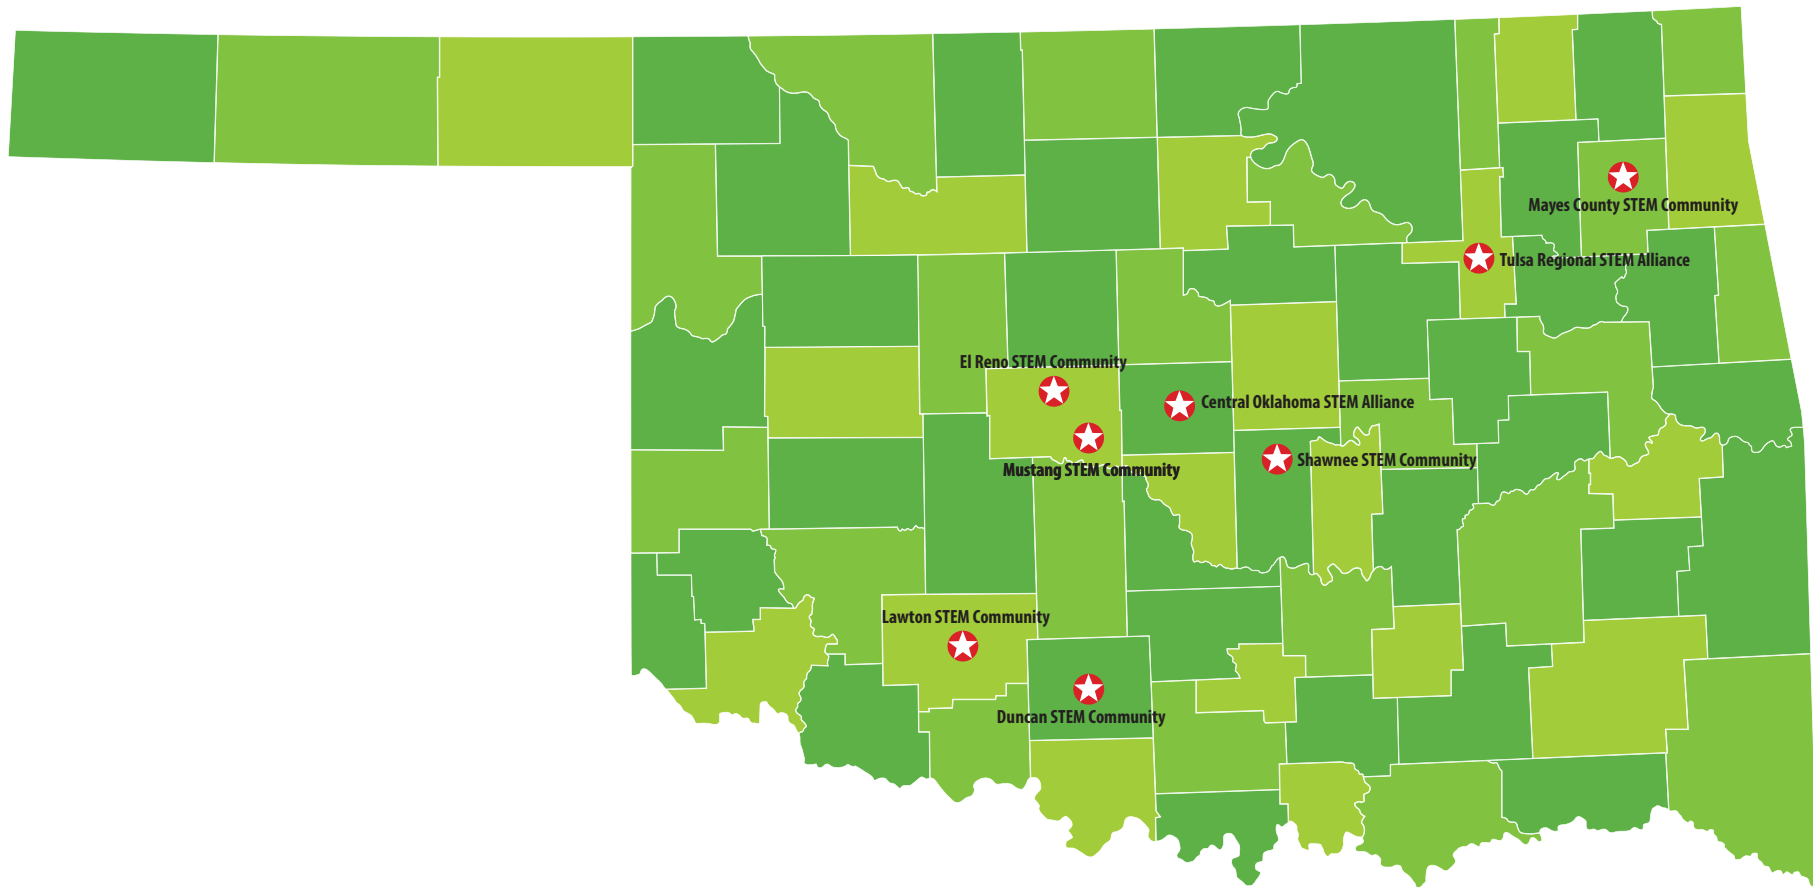 Mayes County STEM Community
Tulsa Regional STEM Alliance
El Reno STEM Community
Central Oklahoma STEM Alliance
Mustang STEM Community
Shawnee STEM Community
Lawton STEM Community
Duncan STEM Community